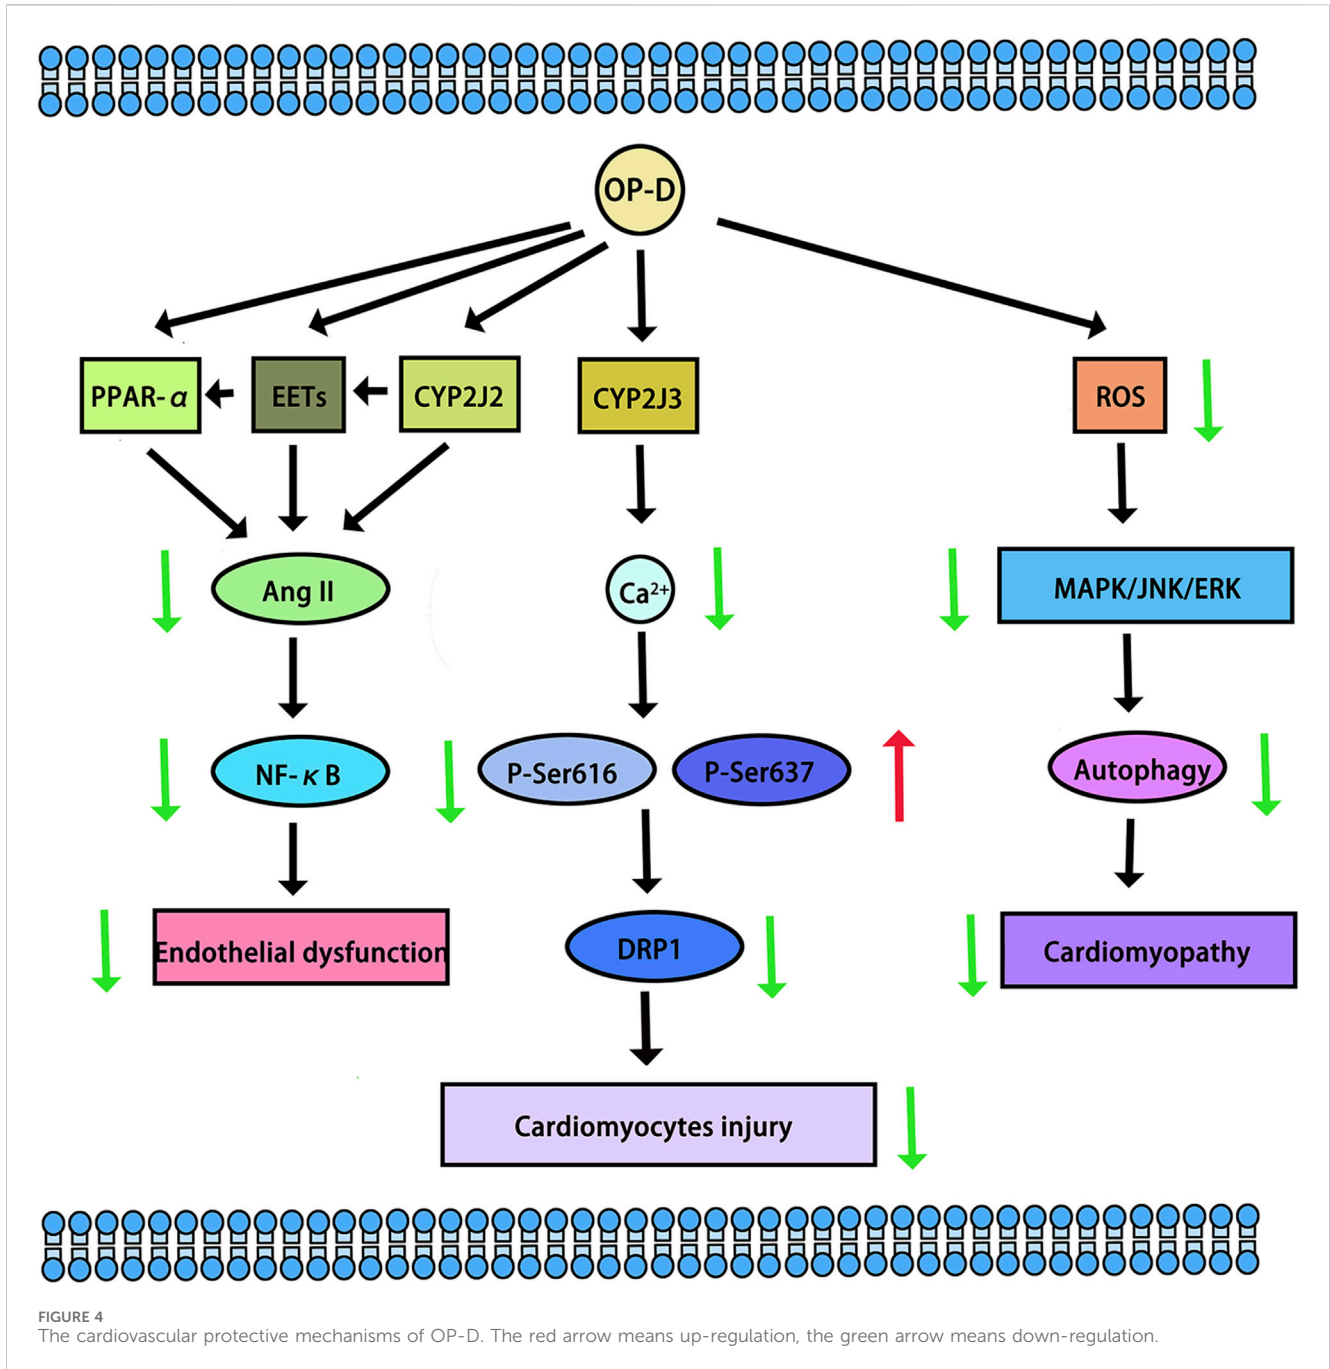 OP-D
PPAR-α
EETs
CYP2J2
CYP2J3
ROS
Ang II
Ca²⁺
MAPK/JNK/ERK
NF-κB
P-Ser616
P-Ser637
Autophagy
Endothelial dysfunction
DRP1
Cardiomyopathy
Cardiomyocytes injury
FIGURE 4
The cardiovascular protective mechanisms of OP-D. The red arrow means up-regulation, the green arrow means down-regulation.